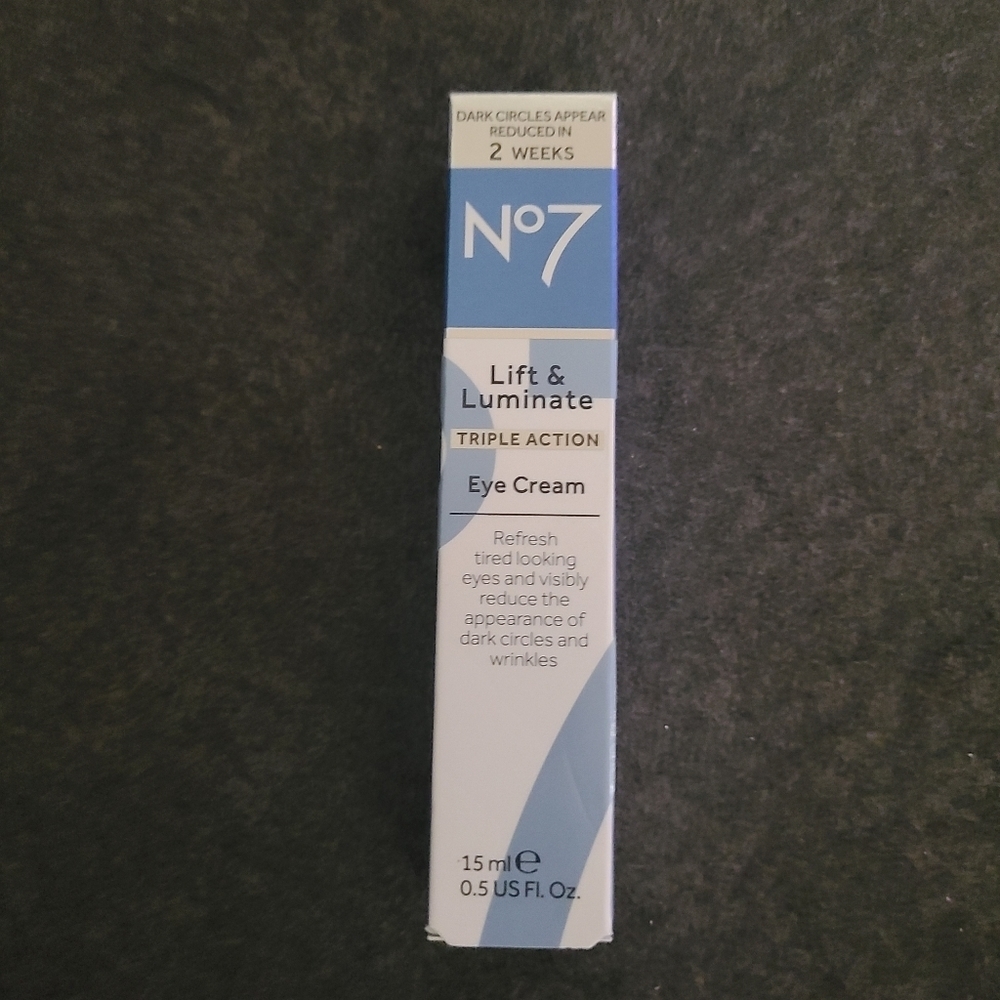 DARK CIRCLES APPEAR
REDUCED IN
2 WEEKS
No7
Lift &
Luminate
TRIPLE ACTION
Eye Cream
Refresh
tired looking
eyes and visibly
reduce the
appearance of
dark circles and
wrinkles
15 ml ℮
0.5 US Fl. Oz.